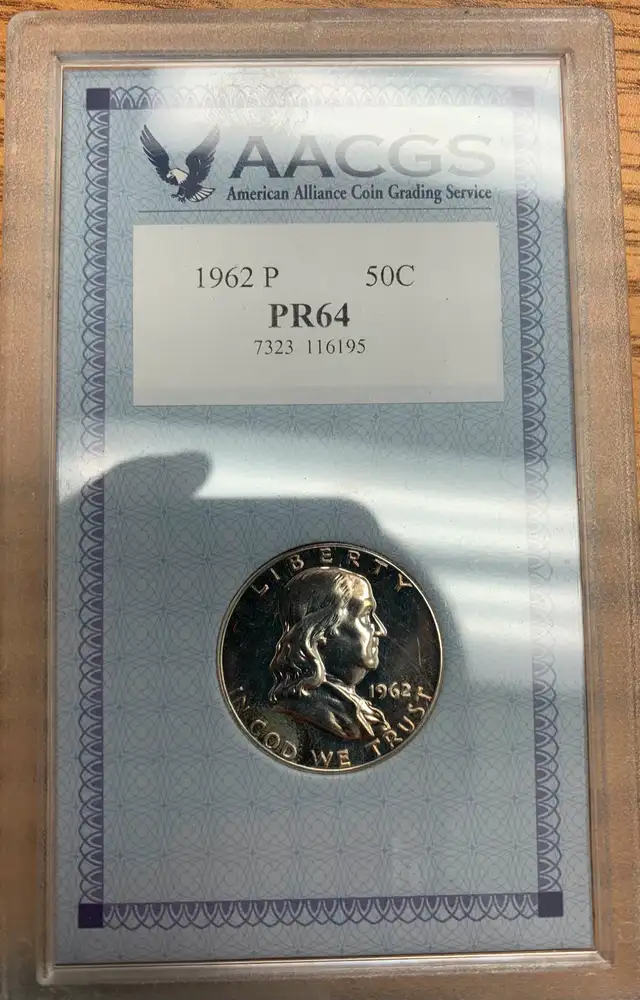 AACGS
American Alliance Coin Grading Service
1962 P 50C
PR64
7323 116195
LIBERTY
1962
IN GOD WE TRUST